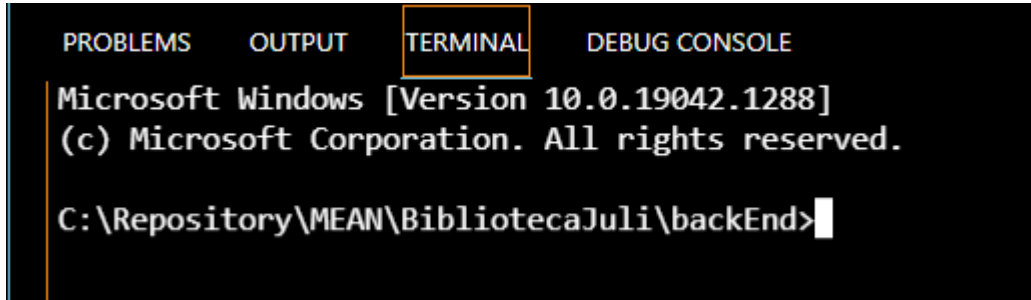 PROBLEMS OUTPUT TERMINAL DEBUG CONSOLE
Microsoft Windows [Version 10.0.19042.1288]
(c) Microsoft Corporation. All rights reserved.
C:\Repository\MEAN\BibliotecaJuli\backEnd>